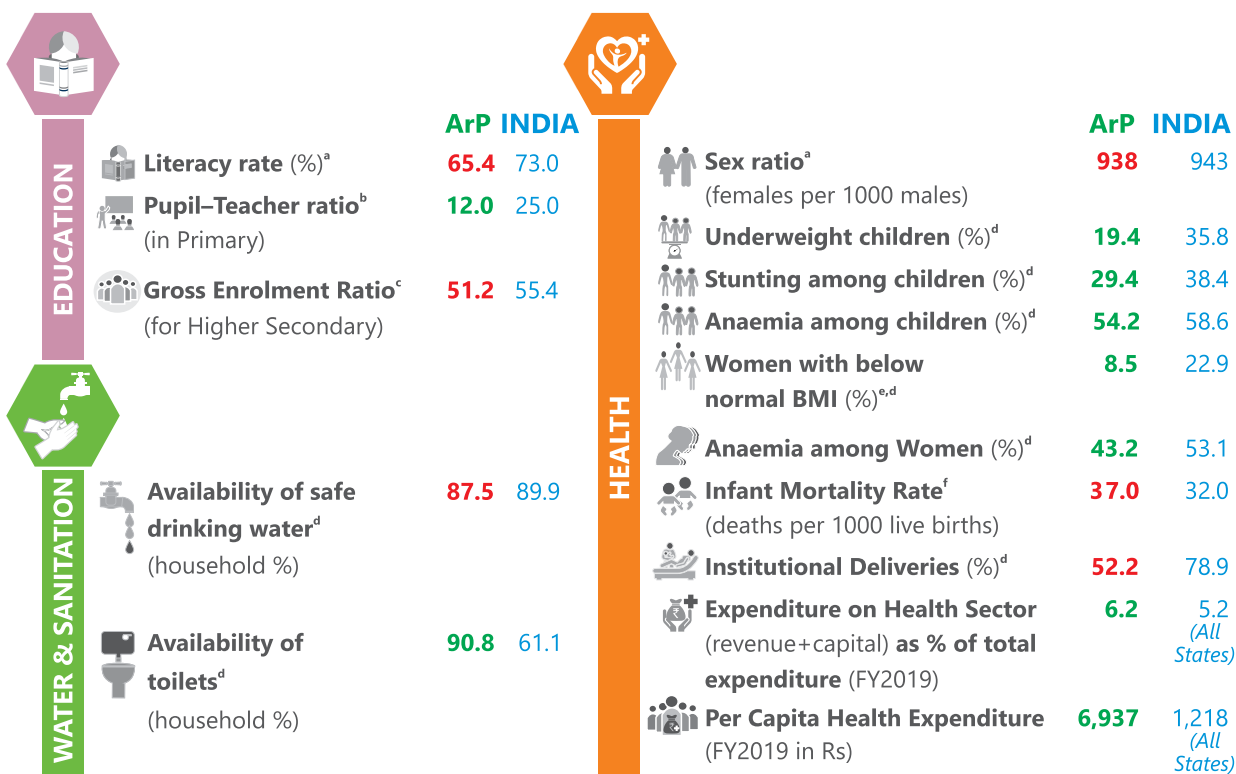 EDUCATION
ArP INDIA
Literacy rate (%)ᵃ 65.4 73.0
Pupil–Teacher ratioᵇ 12.0 25.0
(in Primary)
Gross Enrolment Ratioᶜ 51.2 55.4
(for Higher Secondary)
WATER & SANITATION
Availability of safe 87.5 89.9
drinking waterᵈ
(household %)
Availability of 90.8 61.1
toiletsᵈ
(household %)
HEALTH
ArP INDIA
Sex ratioᵃ 938 943
(females per 1000 males)
Underweight children (%)ᵈ 19.4 35.8
Stunting among children (%)ᵈ 29.4 38.4
Anaemia among children (%)ᵈ 54.2 58.6
Women with below 8.5 22.9
normal BMI (%)ᵉ,ᵈ
Anaemia among Women (%)ᵈ 43.2 53.1
Infant Mortality Rateᶠ 37.0 32.0
(deaths per 1000 live births)
Institutional Deliveries (%)ᵈ 52.2 78.9
Expenditure on Health Sector 6.2 5.2
(revenue+capital) as % of total (All
expenditure (FY2019) States)
Per Capita Health Expenditure 6,937 1,218
(FY2019 in Rs) (All
States)